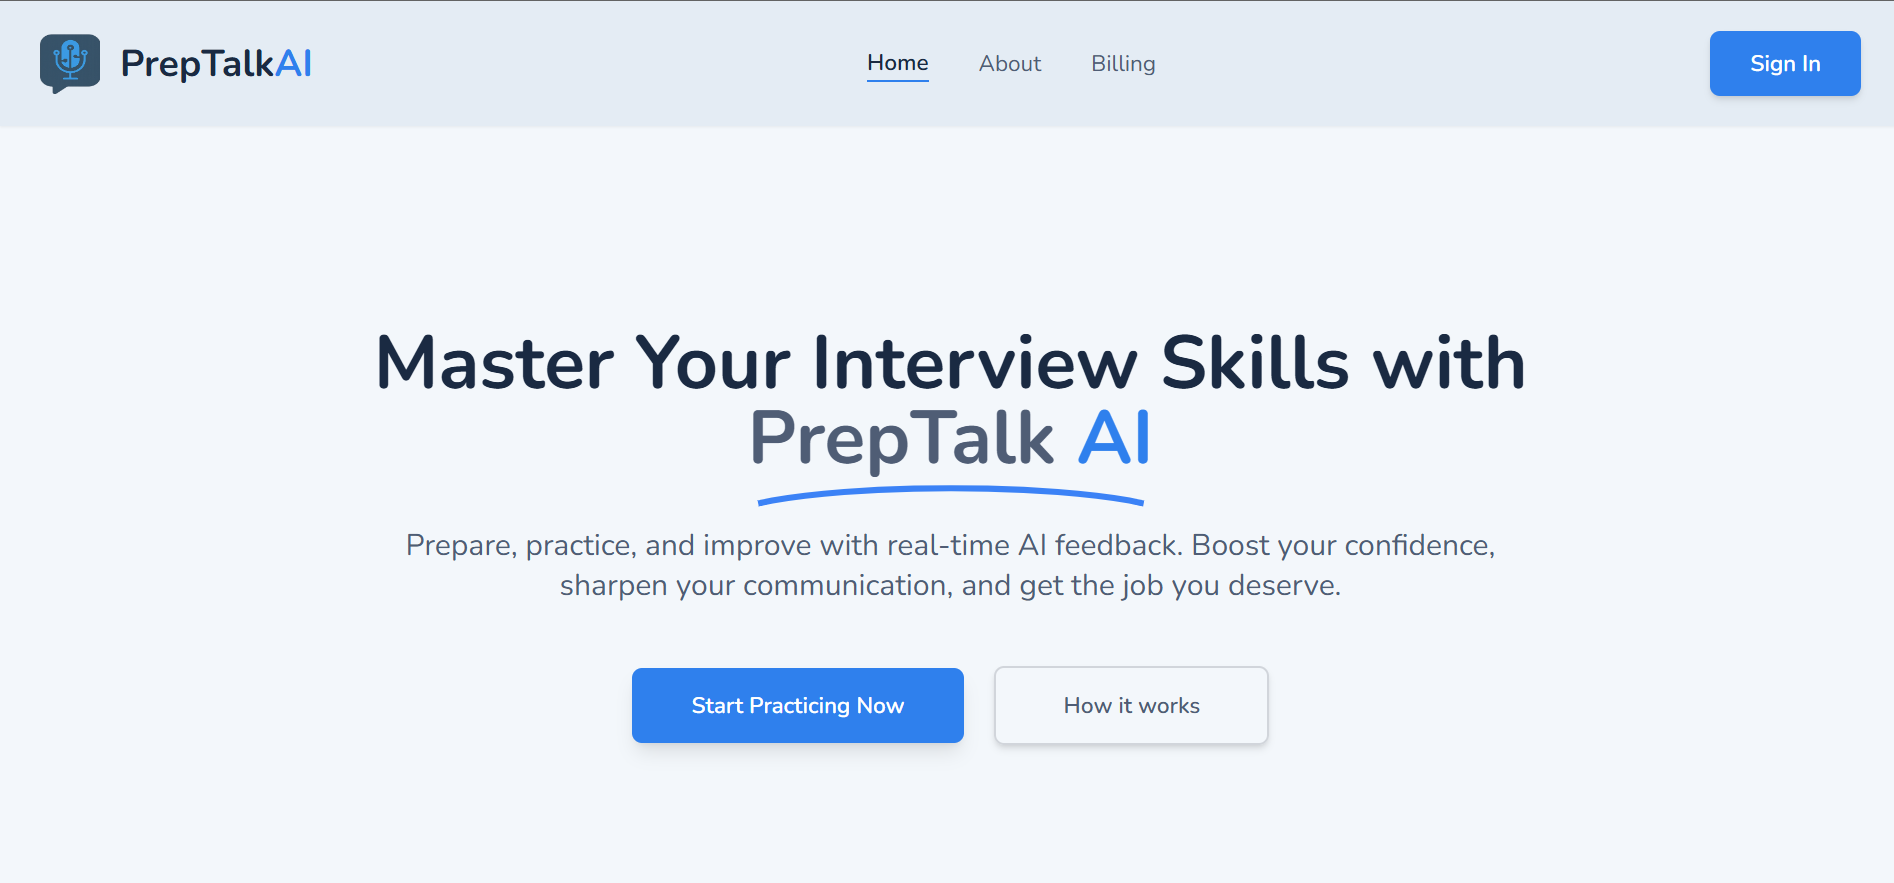 PrepTalkAI
Home About Billing
Sign In
Master Your Interview Skills with
PrepTalk AI
Prepare, practice, and improve with real-time AI feedback. Boost your confidence,
sharpen your communication, and get the job you deserve.
Start Practicing Now
How it works